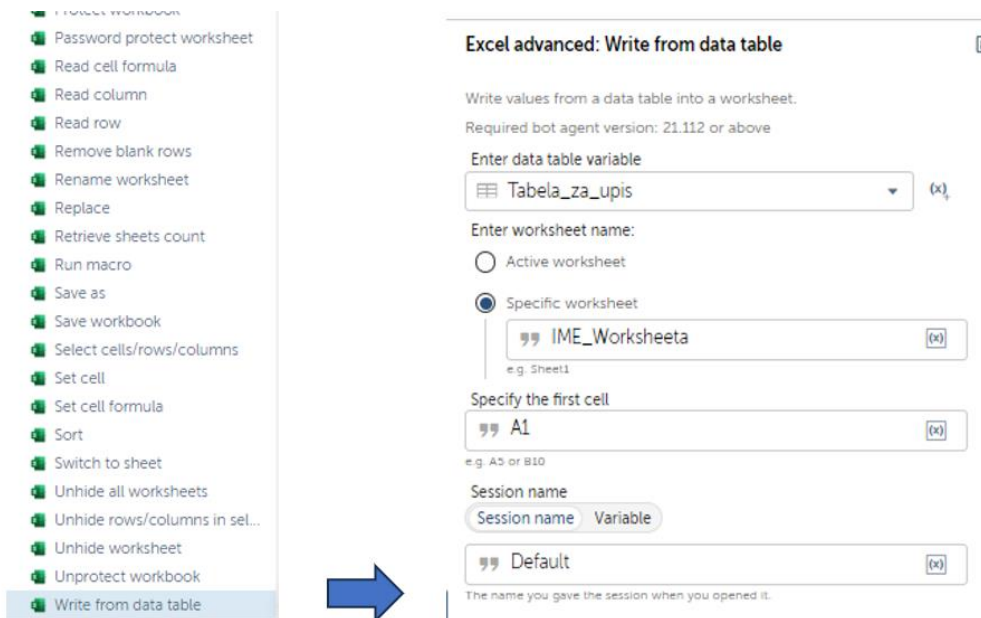 Protect workbook
Password protect worksheet
Read cell formula
Read column
Read row
Remove blank rows
Rename worksheet
Replace
Retrieve sheets count
Run macro
Save as
Save workbook
Select cells/rows/columns
Set cell
Set cell formula
Sort
Switch to sheet
Unhide all worksheets
Unhide rows/columns in sel...
Unhide worksheet
Unprotect workbook
Write from data table
Excel advanced: Write from data table
Write values from a data table into a worksheet.
Required bot agent version: 21.112 or above
Enter data table variable
Tabela_za_upis
(x)+
Enter worksheet name:
Active worksheet
Specific worksheet
" IME_Worksheeta (x)
e.g. Sheet1
Specify the first cell
" A1 (x)
e.g. A5 or B10
Session name
Session name Variable
" Default (x)
The name you gave the session when you opened it.